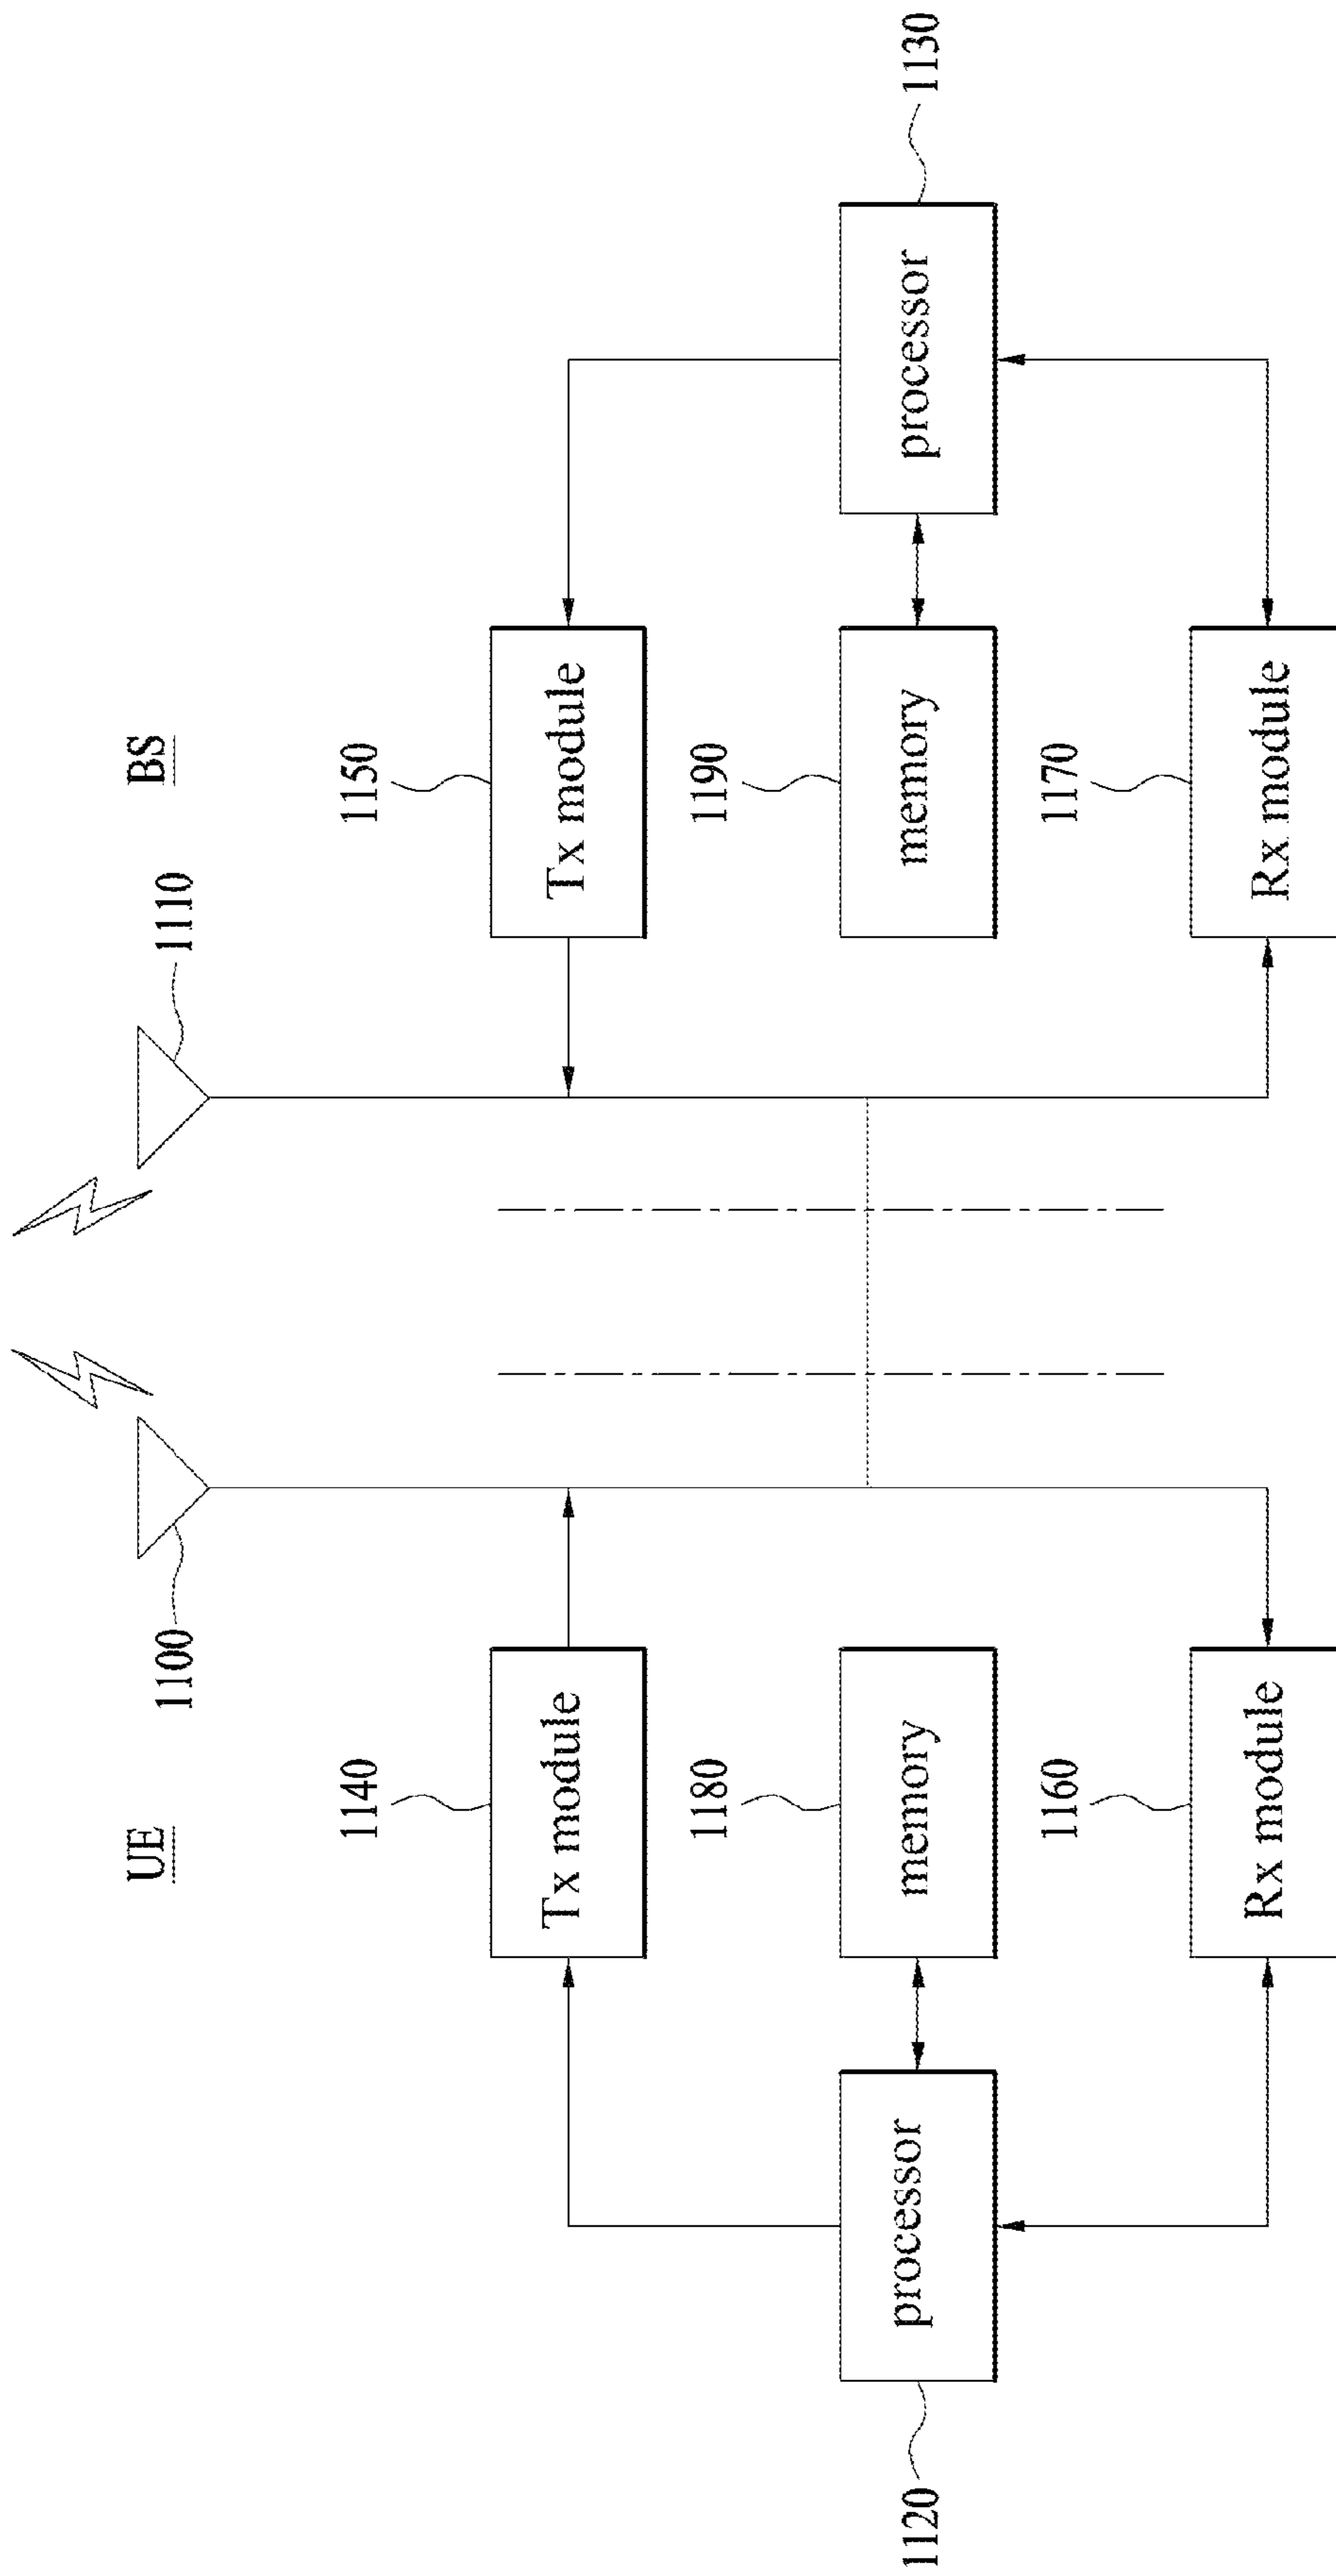 UE
BS
1100
1110
1140
Tx module
1150
Tx module
1120
processor
1180
memory
1190
memory
processor
1130
1160
Rx module
1170
Rx module